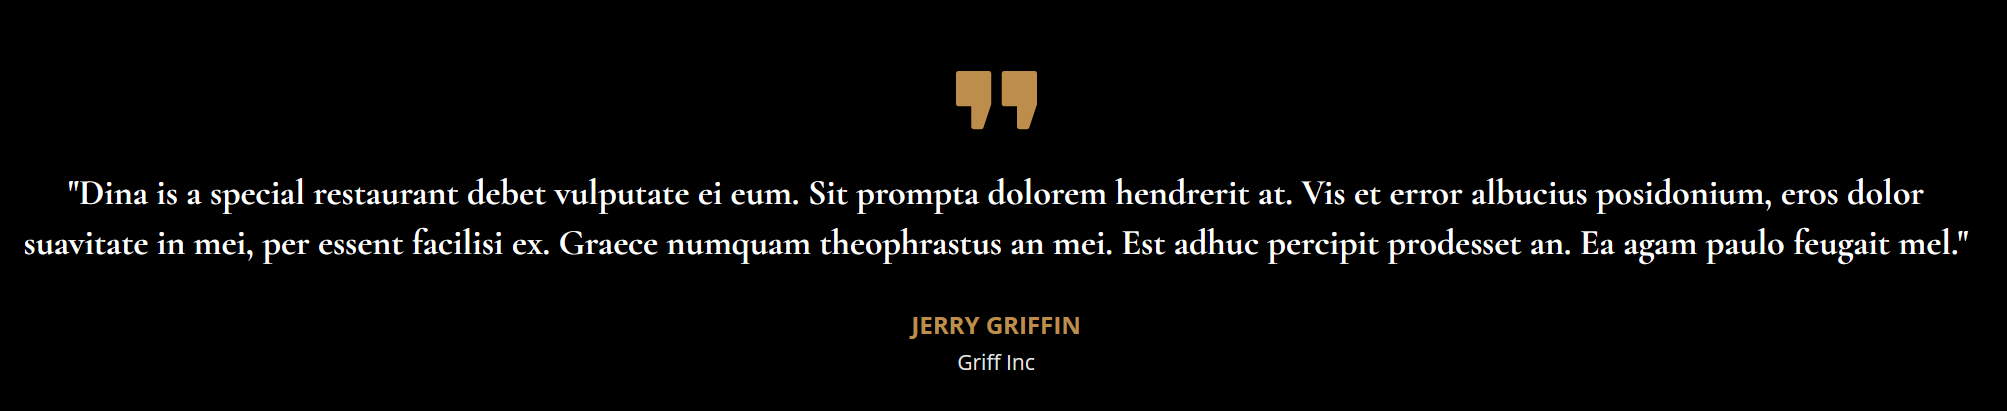 "Dina is a special restaurant debet vulputate ei eum. Sit prompta dolorem hendrerit at. Vis et error albucius posidonium, eros dolor
suavitate in mei, per essent facilisi ex. Graece numquam theophrastus an mei. Est adhuc percipit prodesset an. Ea agam paulo feugait mel."
JERRY GRIFFIN
Griff Inc